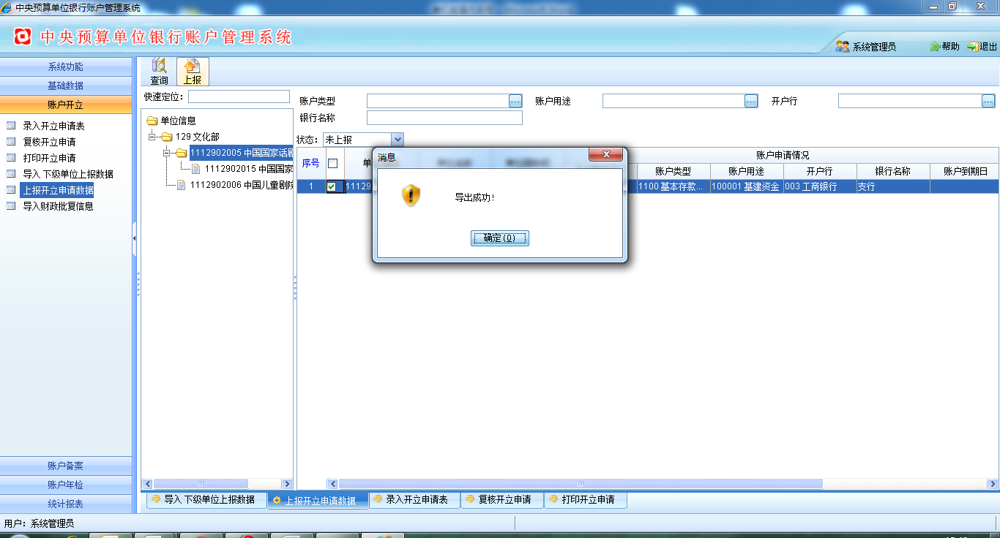 中央预算单位银行账户管理系统
中央预算单位银行账户管理系统
系统管理员 帮助 退出
系统功能
基础数据
账户开立
录入开立申请表
复核开立申请
打印开立申请
导入下级单位上报数据
上报开立申请数据
导入财政批复信息
账户备案
账户年检
统计报表
查询 上报
快速定位：
单位信息
129 文化部
1112902005 中国国家话剧
1112902015 中国国家
1112902006 中国儿童剧院
账户类型 账户用途 开户行
银行名称
状态： 未上报
序号 单 账户申请情况
账户类型 账户用途 开户行 银行名称 账户到期日
1 11129 1100 基本存款... 100001 基建资金 003 工商银行 支行
消息
导出成功!
确定(O)
导入下级单位上报数据 上报开立申请数据 录入开立申请表 复核开立申请 打印开立申请
用户：系统管理员